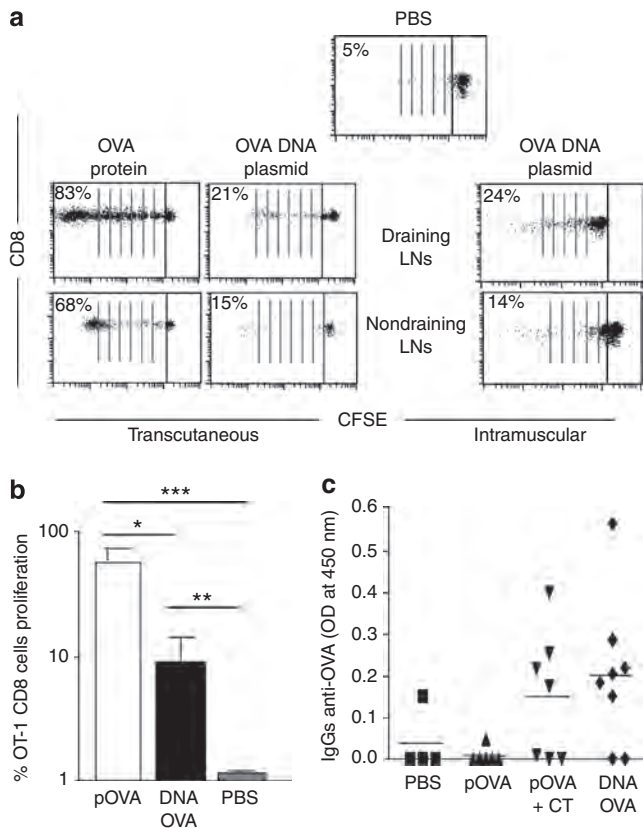 a
PBS
5%
OVA protein
OVA DNA plasmid
OVA DNA plasmid
83%
21%
24%
CD8
Draining LNs
68%
15%
14%
Nondraining LNs
CFSE
Transcutaneous
Intramuscular
b
***
*
**
% OT-1 CD8 cells proliferation
100
10
1
pOVA
DNA OVA
PBS
c
IgGs anti-OVA (OD at 450 nm)
0.6
0.5
0.4
0.3
0.2
0.1
0.0
PBS
pOVA
pOVA + CT
DNA OVA